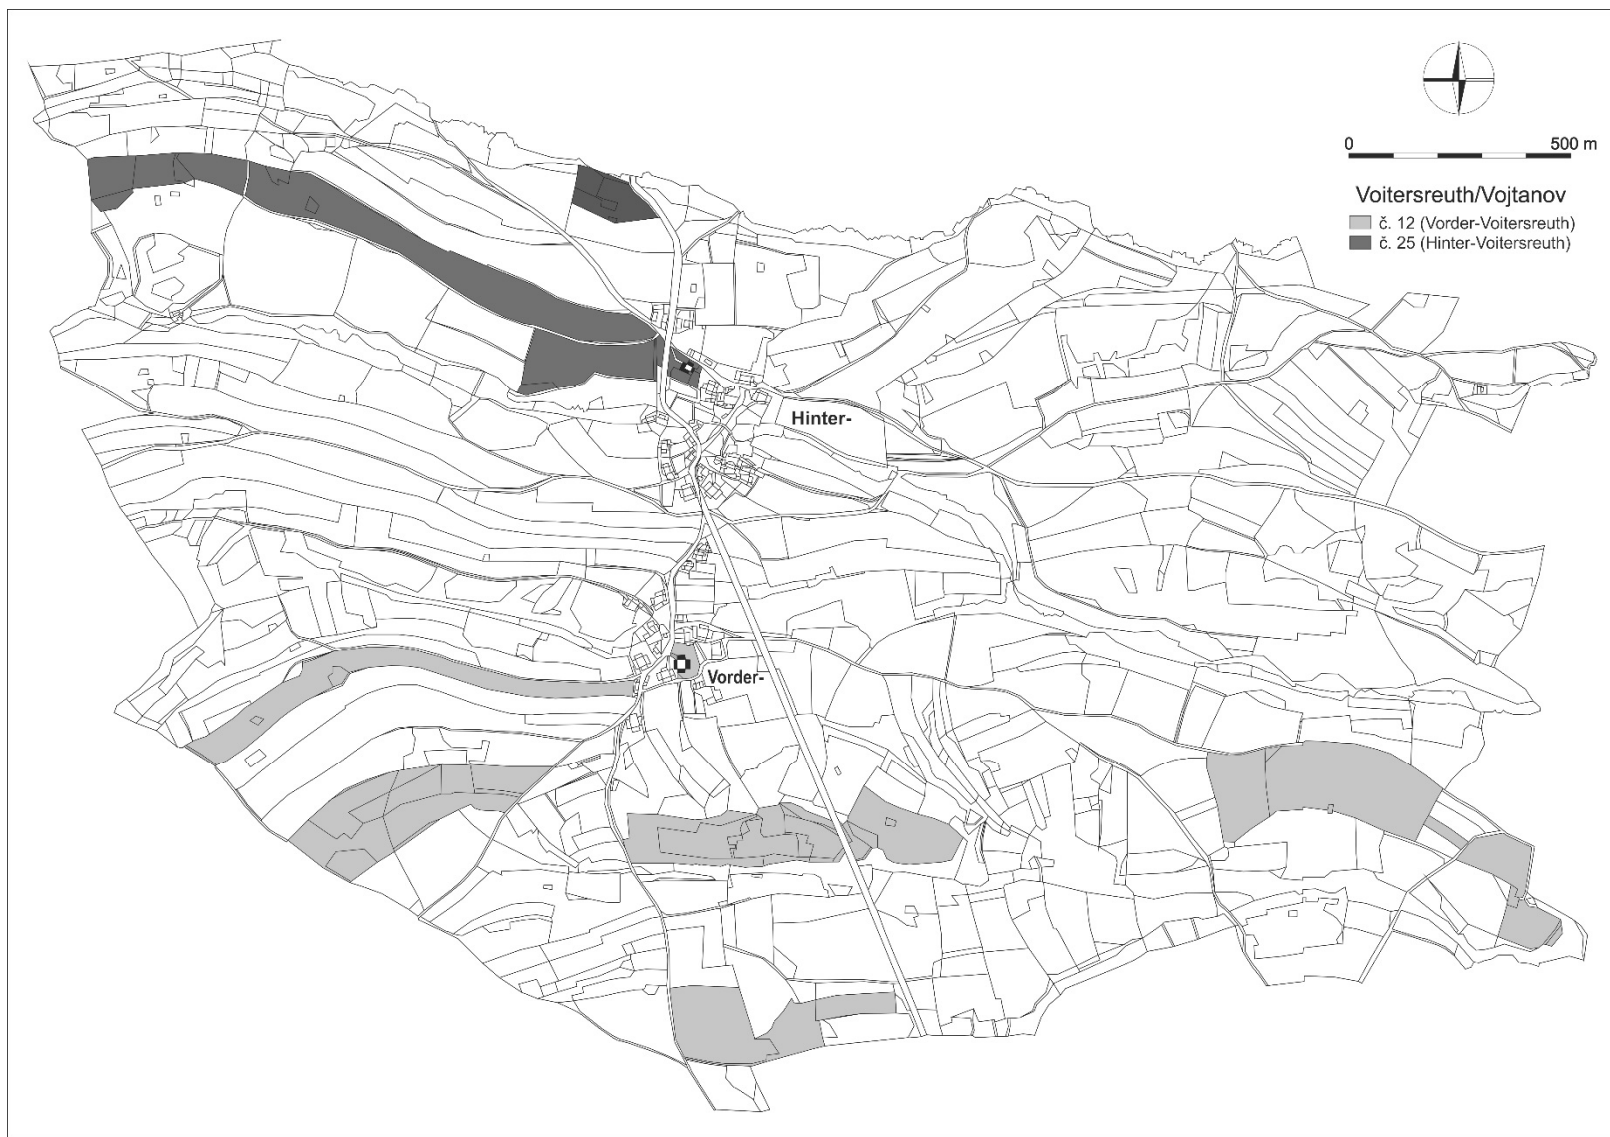 0 500 m
Voitersreuth/Vojtanov
č. 12 (Vorder-Voitersreuth)
č. 25 (Hinter-Voitersreuth)
Hinter-
Vorder-